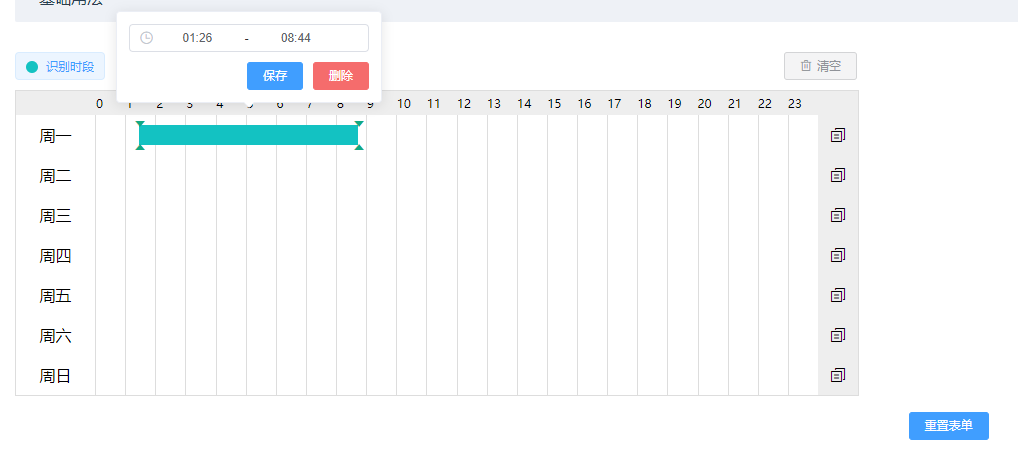 基础用法
01:26 - 08:44
保存 删除
识别时段
清空
0 1 2 3 4 5 6 7 8 9 10 11 12 13 14 15 16 17 18 19 20 21 22 23
周一
周二
周三
周四
周五
周六
周日
重置表单